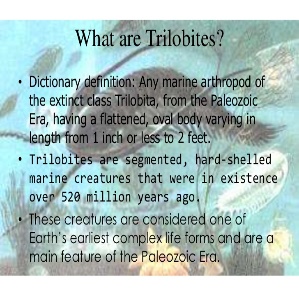 What are Trilobites?
• Dictionary definition: Any marine arthropod of
the extinct class Trilobita, from the Paleozoic
Era, having a flattened, oval body varying in
length from 1 inch or less to 2 feet.
• Trilobites are segmented, hard-shelled
marine creatures that were in existence
over 520 million years ago.
• These creatures are considered one of
Earth's earliest complex life forms and are a
main feature of the Paleozoic Era.